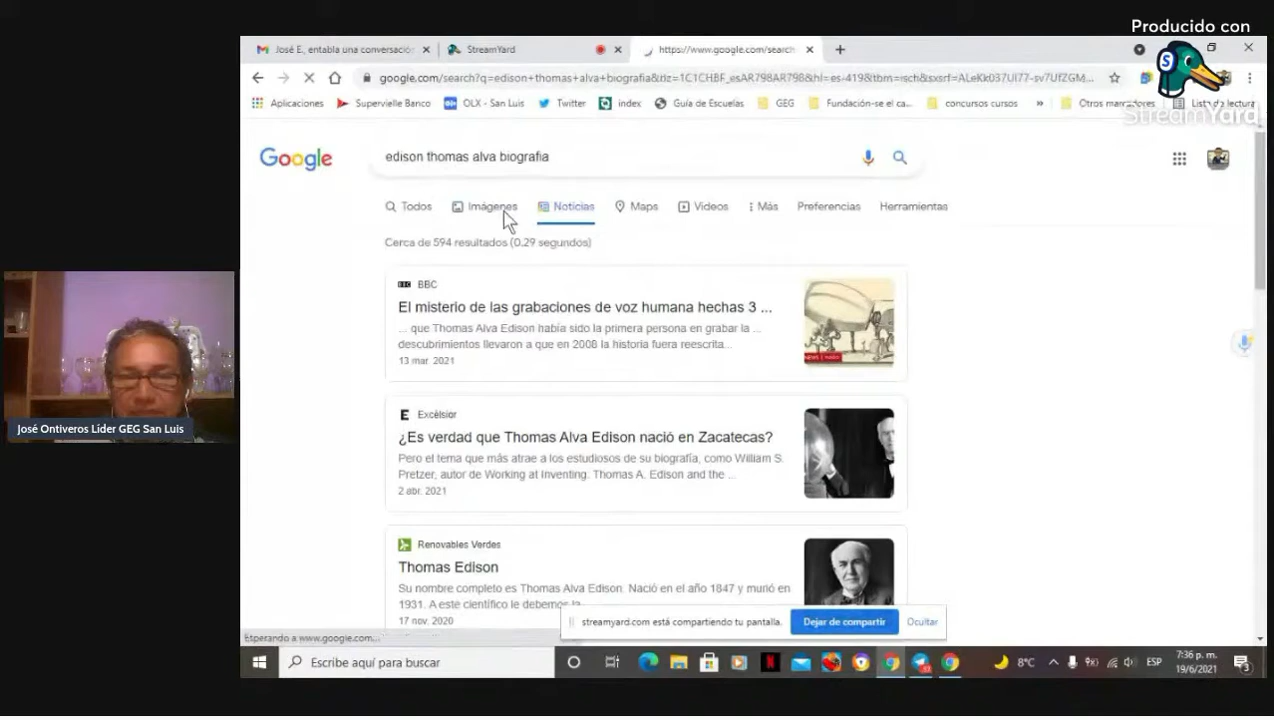 Producido con
StreamYard
José E., entabla una conversació
StreamYard
https://www.google.com/search
google.com/search?q=edison+thomas+alva+biografia&rlz=1C1CHBF_esAR798AR798&hl=es-419&tbm=isch&sxsrf=
Aplicaciones
Supervielle Banco
OLX - San Luis
Twitter
index
Guía de Escuelas
GEG
Fundación-se el ca...
concursos cursos
»
Otros marcadores
Lista de lectura
Google
edison thomas alva biografia
Todos
Imágenes
Noticias
Maps
Videos
Más
Preferencias
Herramientas
Cerca de 594 resultados (0.29 segundos)
BBC
El misterio de las grabaciones de voz humana hechas 3 ...
... que Thomas Alva Edison había sido la primera persona en grabar la ...
descubrimientos llevaron a que en 2008 la historia fuera reescrita...
13 mar. 2021
Excélsior
¿Es verdad que Thomas Alva Edison nació en Zacatecas?
Pero el tema que más atrae a los estudiosos de su biografía, como William S.
Pretzer, autor de Working at Inventing. Thomas A. Edison and the ...
2 abr. 2021
José Ontiveros Líder GEG San Luis
Renovables Verdes
Thomas Edison
Su nombre completo es Thomas Alva Edison. Nació en el año 1847 y murió en
1931. A este científico le debemos la
17 nov. 2020
streamyard.com está compartiendo tu pantalla.
Dejar de compartir
Ocultar
Esperando a www.google.com...
Escribe aquí para buscar
8°C
ESP
7:36 p. m.
19/6/2021